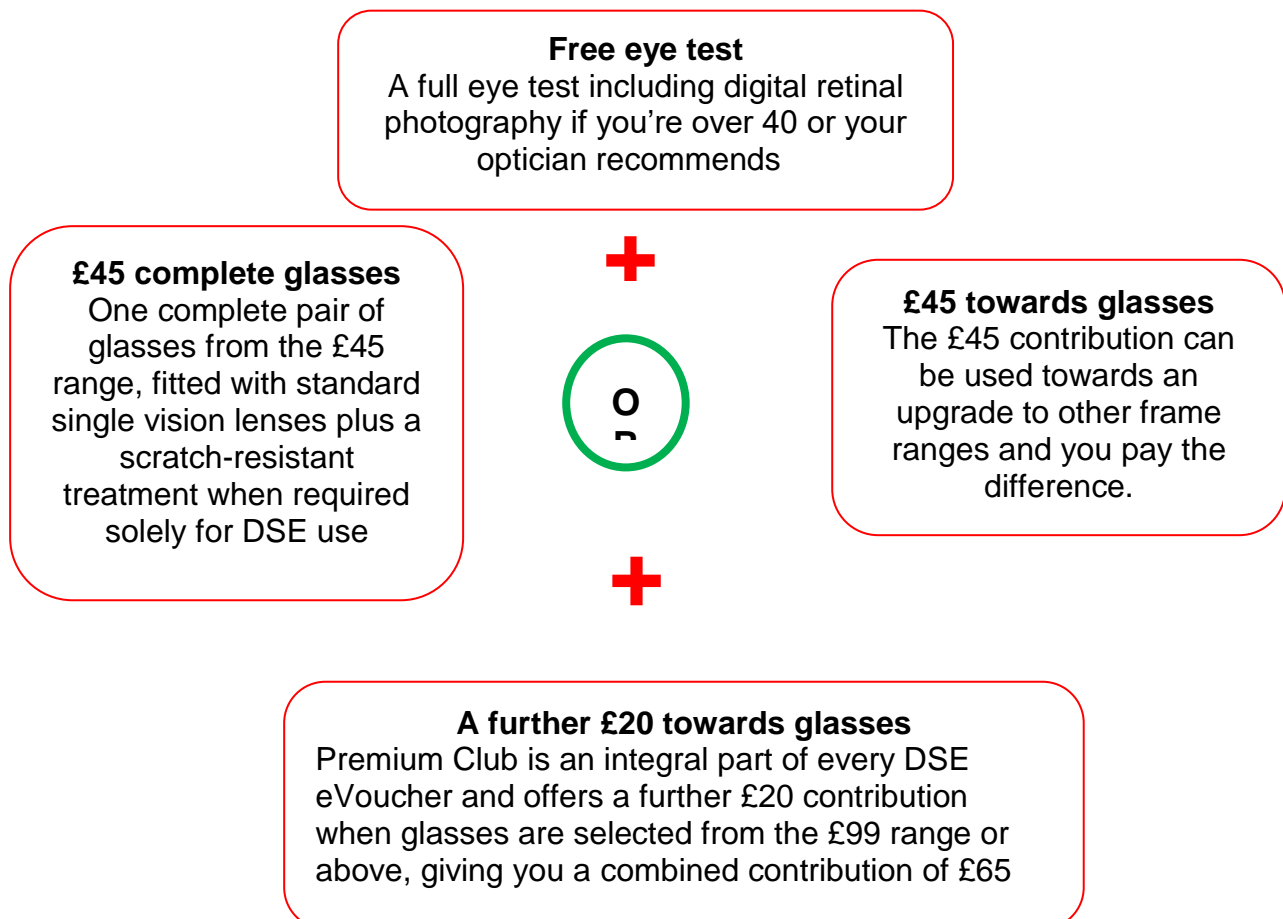 Free eye test
A full eye test including digital retinal
photography if you’re over 40 or your
optician recommends
£45 complete glasses
One complete pair of
glasses from the £45
range, fitted with standard
single vision lenses plus a
scratch-resistant
treatment when required
solely for DSE use
O
£45 towards glasses
The £45 contribution can
be used towards an
upgrade to other frame
ranges and you pay the
difference.
A further £20 towards glasses
Premium Club is an integral part of every DSE
eVoucher and offers a further £20 contribution
when glasses are selected from the £99 range or
above, giving you a combined contribution of £65